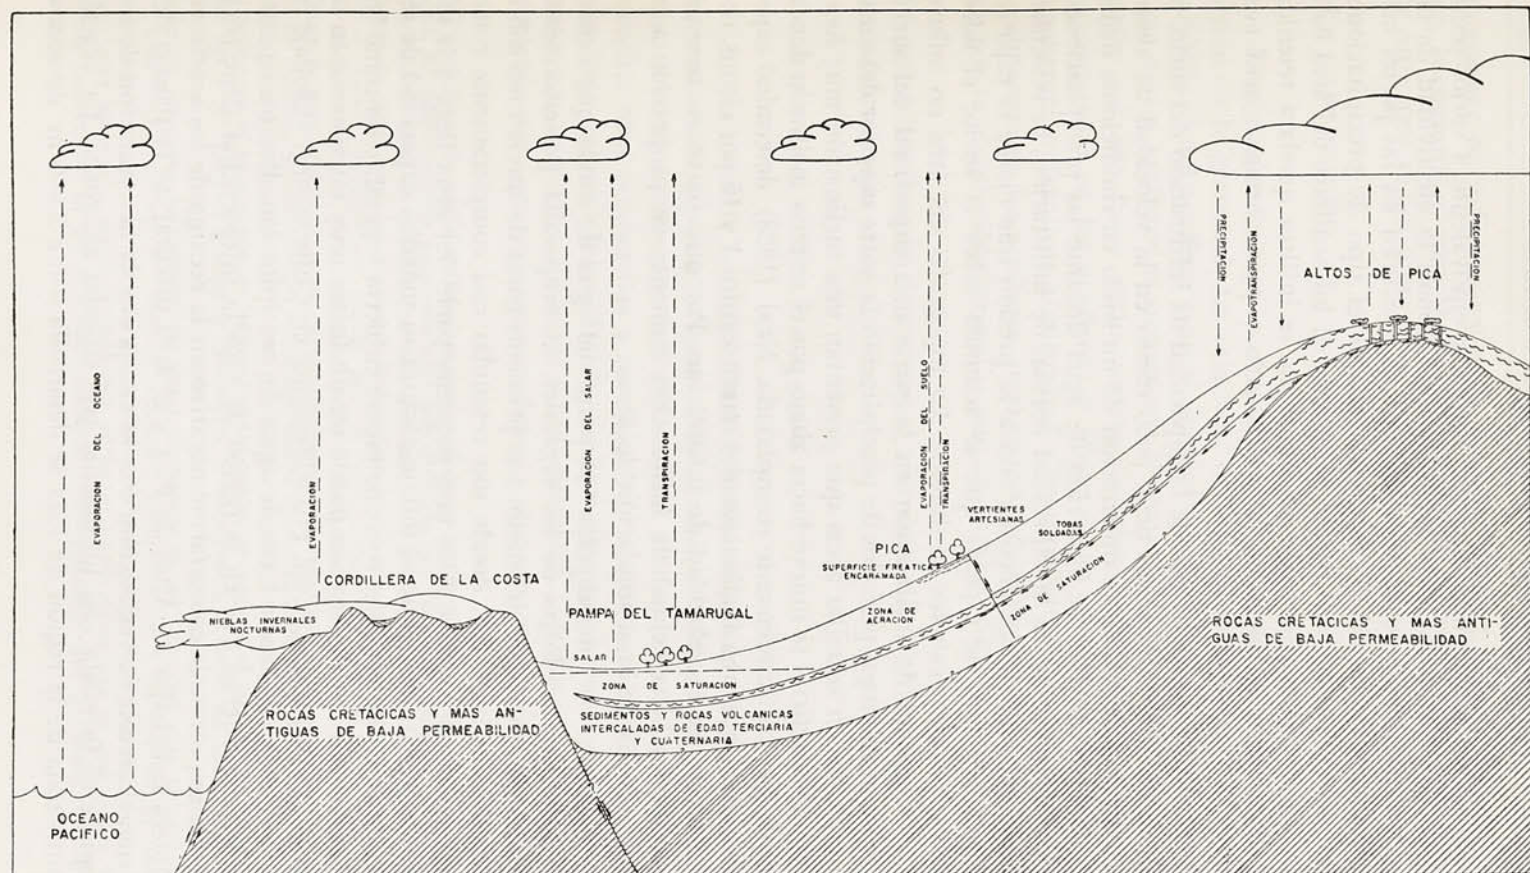 PRECIPITACION
EVAPOTRANSPIRACION
PRECIPITACION
ALTOS DE PICA
EVAPORACION DEL OCEANO
EVAPORACION
EVAPORACION DEL SALAR
TRANSPIRACION
EVAPORACION DEL SUELO
TRANSPIRACION
VERTIENTES
ARTESIANAS
TOBAS
SOLDADAS
PICA
SUPERFICIE FREATICA
ENCARAMADA
CORDILLERA DE LA COSTA
NIEBLAS INVERNALES
NOCTURNAS
PAMPA DEL TAMARUGAL
ZONA DE
AERACION
ZONA DE SATURACION
ROCAS CRETACICAS Y MAS ANTI-
GUAS DE BAJA PERMEABILIDAD
SALAR
ZONA DE SATURACION
ROCAS CRETACICAS Y MAS AN-
TIGUAS DE BAJA PERMEABILIDAD
SEDIMENTOS Y ROCAS VOLCANICAS
INTERCALADAS DE EDAD TERCIARIA
Y CUATERNARIA
OCEANO
PACIFICO